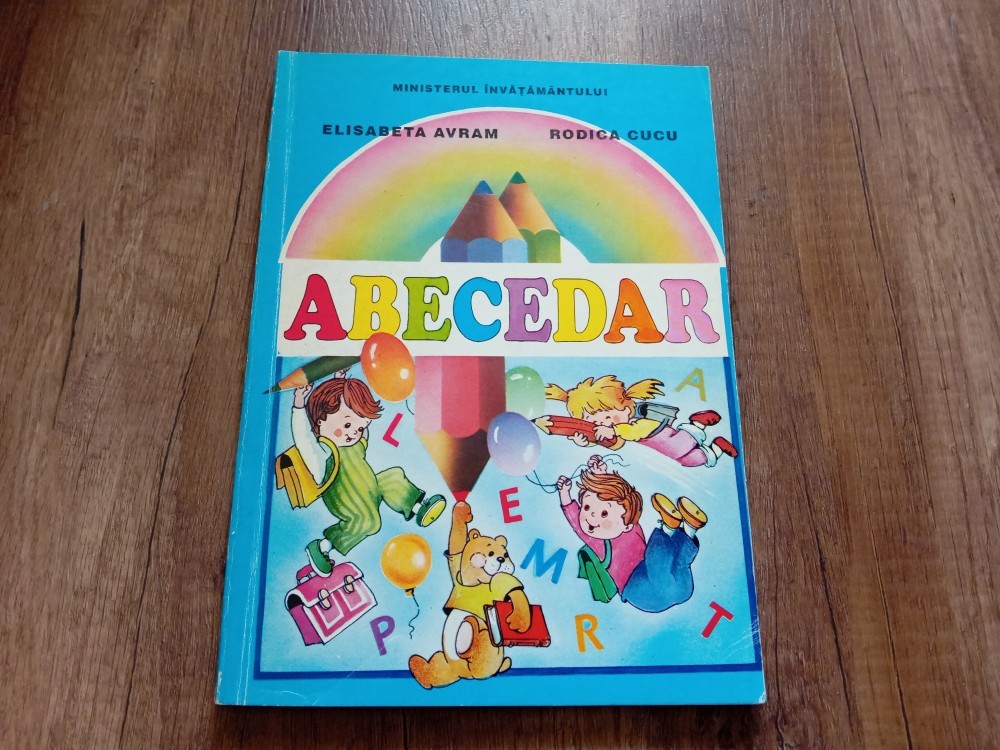 MINISTERUL ÎNVĂȚĂMÂNTULUI
ELISABETA AVRAM RODICA CUCU
ABECEDAR
A
L
E
M
P R T